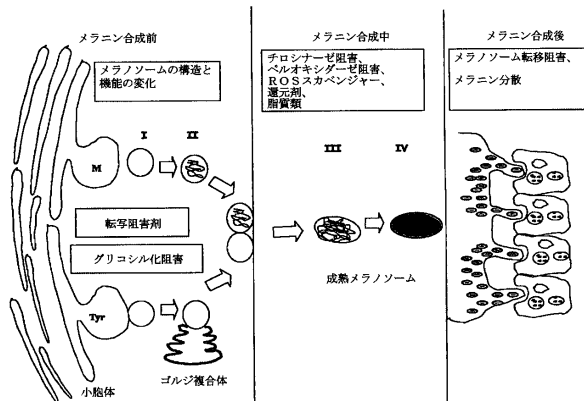 メラニン合成前
メラノソームの構造と
機能の変化
I
II
M
転写阻害剤
グリコシル化阻害
Tyr
小胞体
ゴルジ複合体
メラニン合成中
チロシナーゼ阻害、
ペルオキシダーゼ阻害、
ROSスカベンジャー、
還元剤、
脂質類
III
IV
成熟メラノソーム
メラニン合成後
メラノソーム転移阻害、
メラニン分散